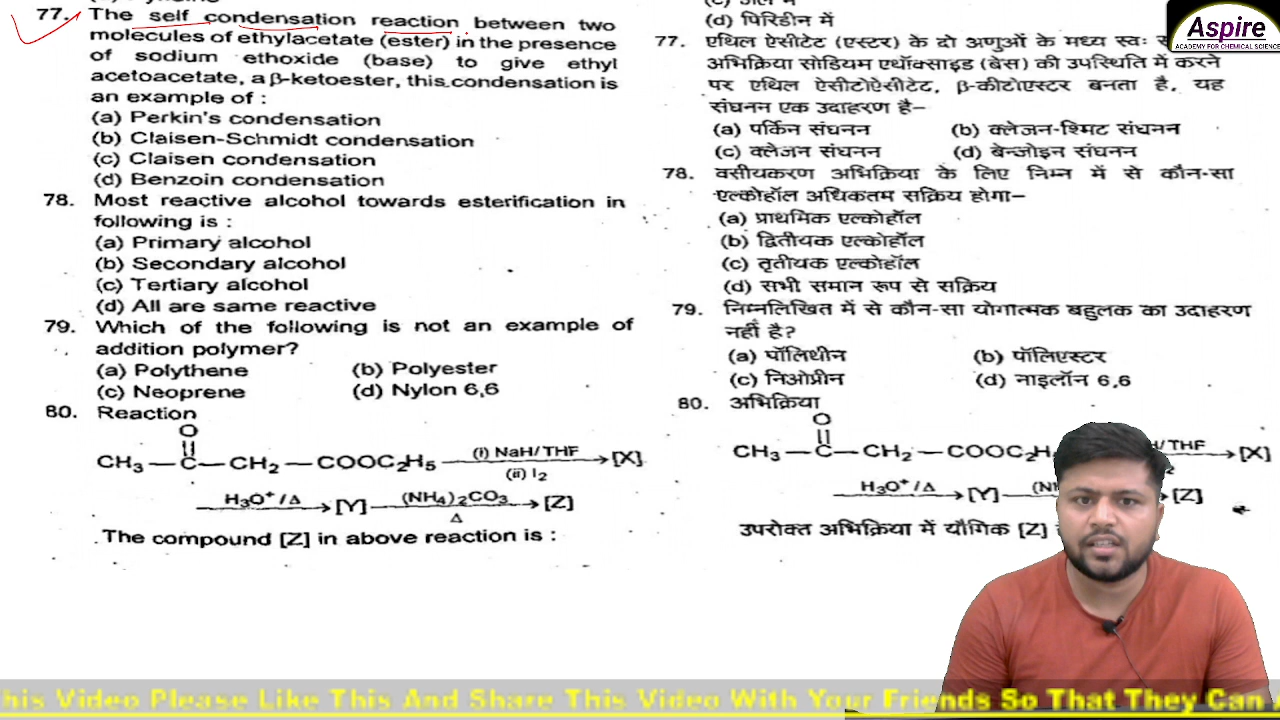 77. The self condensation reaction between two
molecules of ethylacetate (ester) in the presence
of sodium ethoxide (base) to give ethyl
acetoacetate, a β-ketoester, this condensation is
an example of :
(a) Perkin's condensation
(b) Claisen-Schmidt condensation
(c) Claisen condensation
(d) Benzoin condensation
78. Most reactive alcohol towards esterification in
following is :
(a) Primary alcohol
(b) Secondary alcohol
(c) Tertiary alcohol
(d) All are same reactive
79. Which of the following is not an example of
addition polymer?
(a) Polythene (b) Polyester
(c) Neoprene (d) Nylon 6,6
80. Reaction
O
CH₃—C—CH₂—COOC₂H₅ (i) NaH/THF (ii) I₂ → [X]
H₃O⁺/Δ → [Y] (NH₄)₂CO₃ Δ → [Z]
The compound [Z] in above reaction is :
(d) पिरिडीन में
77. एथिल ऐसीटेट (एस्टर) के दो अणुओं के मध्य स्वः
अभिक्रिया सोडियम एथॉक्साइड (बेस) की उपस्थिति में करने
पर एथिल ऐसीटोऐसीटेट, β-कीटोएस्टर बनता है, यह
संघनन एक उदाहरण है–
(a) पर्किन संघनन (b) क्लेजन-श्मिट संघनन
(c) क्लेजन संघनन (d) बेन्जोइन संघनन
78. वसीयकरण अभिक्रिया के लिए निम्न में से कौन-सा
एल्कोहॉल अधिकतम सक्रिय होगा–
(a) प्राथमिक एल्कोहॉल
(b) द्वितीयक एल्कोहॉल
(c) तृतीयक एल्कोहॉल
(d) सभी समान रूप से सक्रिय
79. निम्नलिखित में से कौन-सा योगात्मक बहुलक का उदाहरण
नहीं है?
(a) पॉलिथीन (b) पॉलिएस्टर
(c) निओप्रीन (d) नाइलॉन 6,6
80. अभिक्रिया
O
CH₃—C—CH₂—COOC₂H /THF → [X]
H₃O⁺/Δ → [Y] → [Z]
उपरोक्त अभिक्रिया में यौगिक [Z]
Aspire
ACADEMY FOR CHEMICAL SCIENCE
his Video Please Like This And Share This Video With Your Friends So That They Can